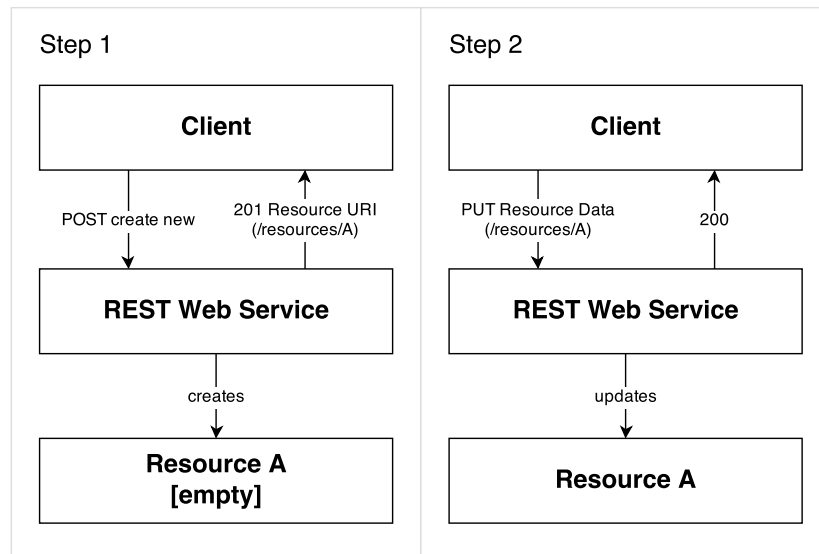 Step 1
Client
POST create new
201 Resource URI
(/resources/A)
REST Web Service
creates
Resource A
[empty]
Step 2
Client
PUT Resource Data
(/resources/A)
200
REST Web Service
updates
Resource A